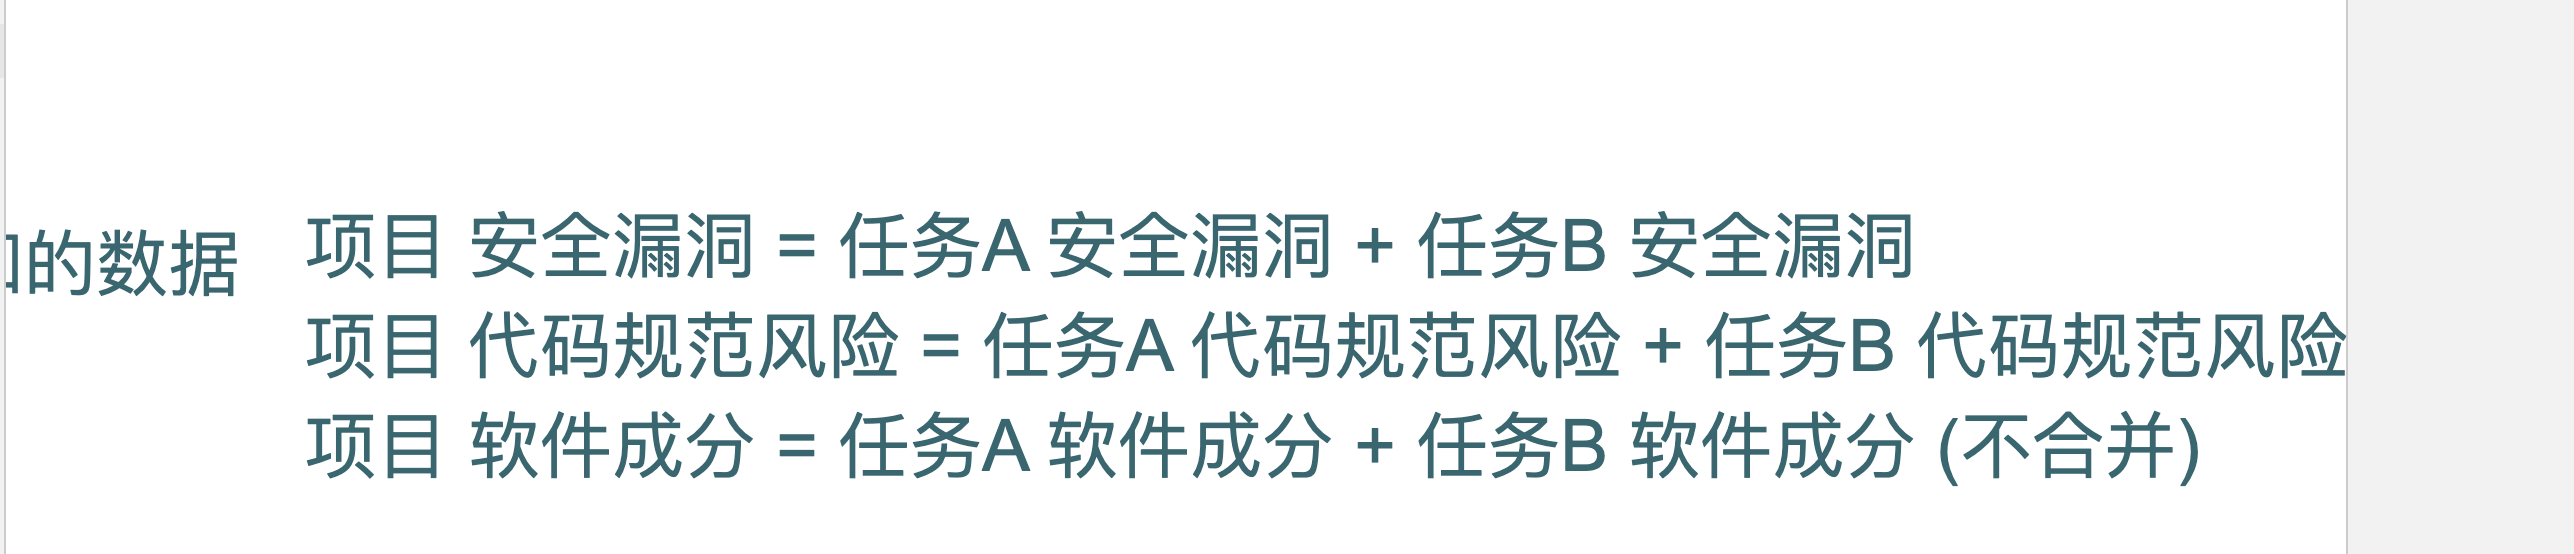 的数据
项目 安全漏洞 = 任务A 安全漏洞 + 任务B 安全漏洞
项目 代码规范风险 = 任务A 代码规范风险 + 任务B 代码规范风险
项目 软件成分 = 任务A 软件成分 + 任务B 软件成分 (不合并)